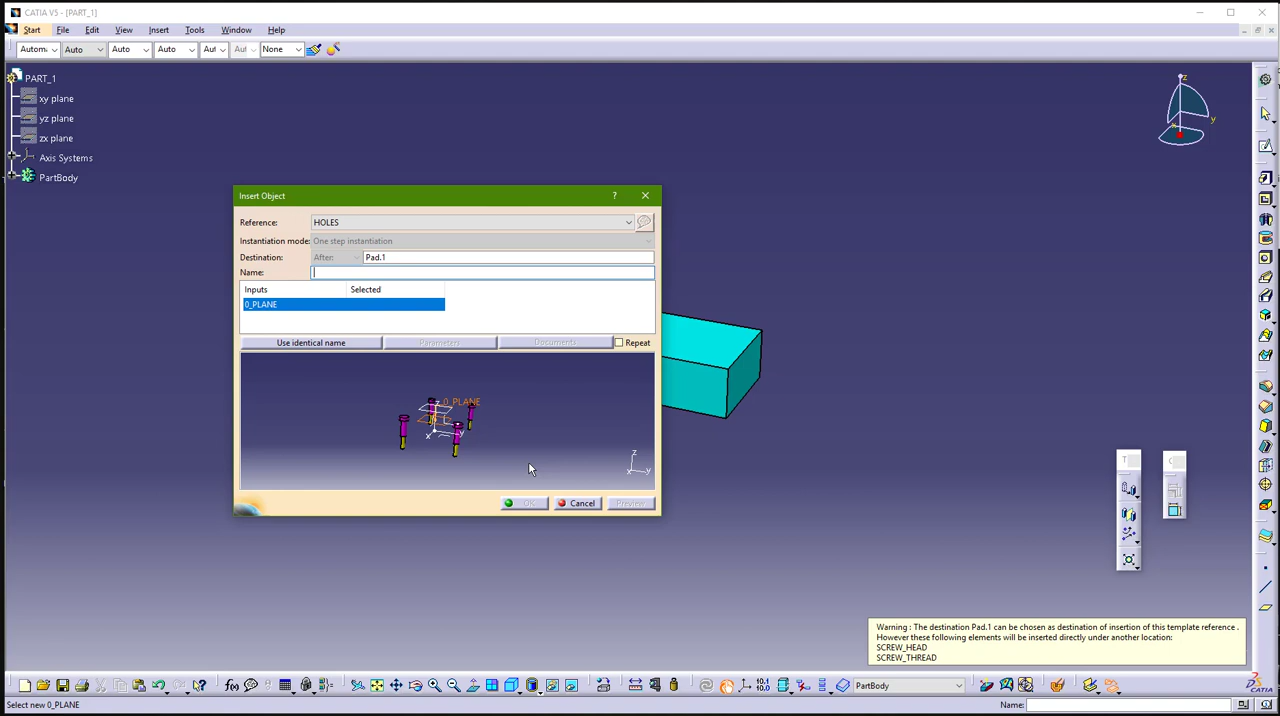 CATIA V5 - [PART_1]
Start File Edit View Insert Tools Window Help
Autom Auto Auto Auto Aut Aut None
PART_1
xy plane
yz plane
zx plane
Axis Systems
PartBody
z
y
x
Insert Object ?
Reference: HOLES
Instantiation mode: One step instantiation
Destination: After: Pad.1
Name:
Inputs Selected
0_PLANE
Use identical name Parameters Documents Repeat
0_PLANE
z
x y
z
x y
OK Cancel Preview
T
Warning : The destination Pad.1 can be chosen as destination of insertion of this template reference .
However these following elements will be inserted directly under another location:
SCREW_HEAD
SCREW_THREAD
PartBody
CATIA
Select new 0_PLANE Name: